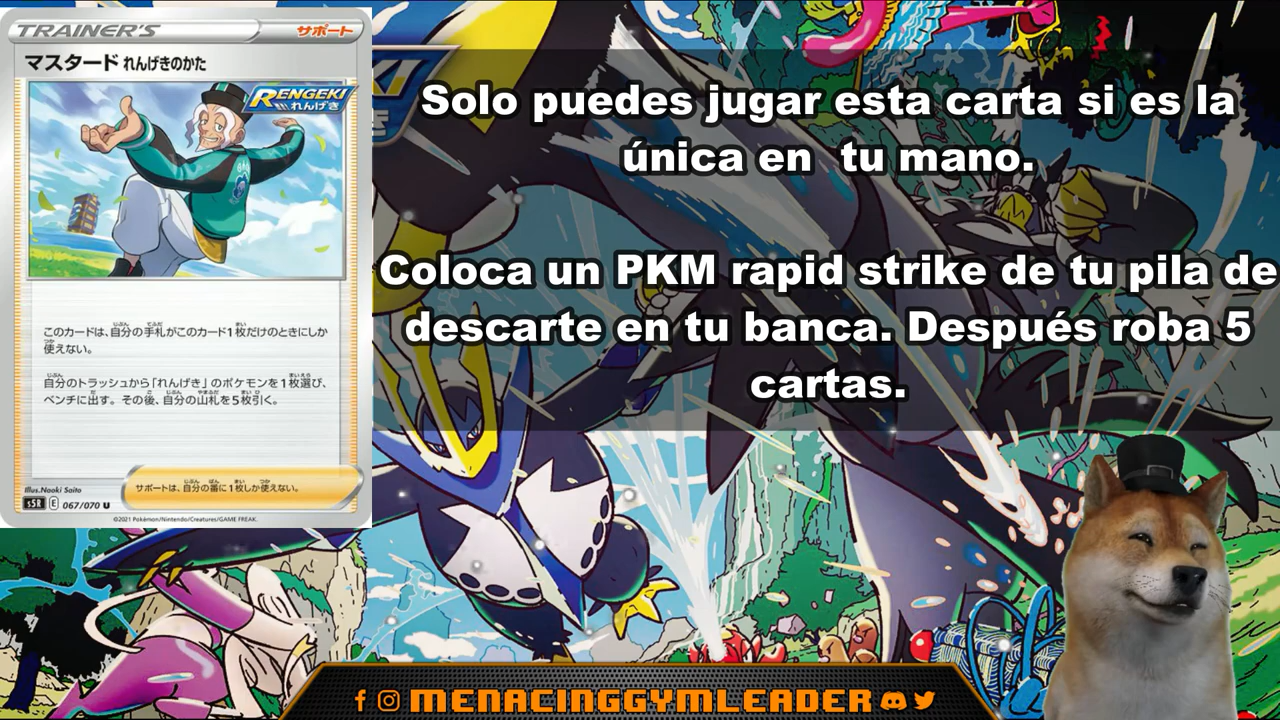 TRAINER'S サポート
マスタード れんげきのかた
RENGEKI
れんげき
このカードは、自分の手札がこのカード1枚だけのときにしか
使えない。
自分のトラッシュから「れんげき」のポケモンを1枚選び、
ベンチに出す。その後、自分の山札を5枚引く。
Illus.Naoki Saito
サポートは、自分の番に1枚しか使えない。
s5R E 067/070 U
©2021 Pokémon/Nintendo/Creatures/GAME FREAK.
Solo puedes jugar esta carta si es la
única en tu mano.
Coloca un PKM rapid strike de tu pila de
descarte en tu banca. Después roba 5
cartas.
MENACINGGYMLEADER